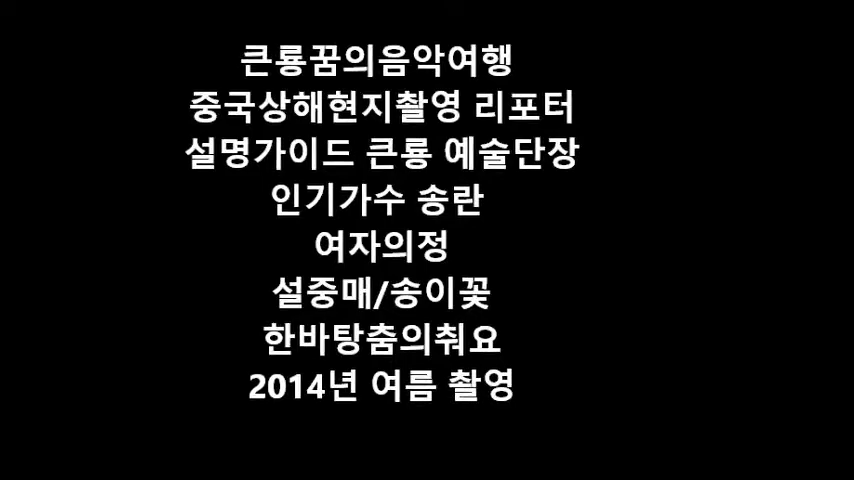 큰룡꿈의음악여행
중국상해현지촬영 리포터
설명가이드 큰룡 예술단장
인기가수 송란
여자의정
설중매/송이꽃
한바탕춤의춰요
2014년 여름 촬영